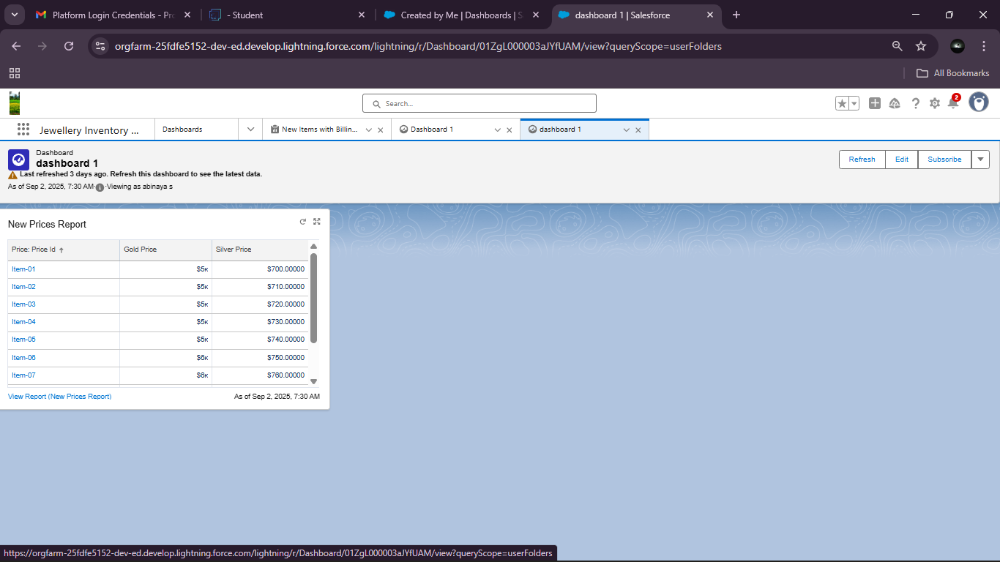 Platform Login Credentials - Pro
- Student
Created by Me | Dashboards | S
dashboard 1 | Salesforce
orgfarm-25fdfe5152-dev-ed.develop.lightning.force.com/lightning/r/Dashboard/01ZgL000003aJYfUAM/view?queryScope=userFolders
All Bookmarks
Search...
2
Jewellery Inventory ...
Dashboards
New Items with Billin...
Dashboard 1
dashboard 1
Dashboard
dashboard 1
Last refreshed 3 days ago. Refresh this dashboard to see the latest data.
As of Sep 2, 2025, 7:30 AM·Viewing as abinaya s
Refresh
Edit
Subscribe
New Prices Report
Price: Price Id ↑ Gold Price Silver Price
Item-01 $5K $700.00000
Item-02 $5K $710.00000
Item-03 $5K $720.00000
Item-04 $5K $730.00000
Item-05 $5K $740.00000
Item-06 $6K $750.00000
Item-07 $6K $760.00000
View Report (New Prices Report) As of Sep 2, 2025, 7:30 AM
https://orgfarm-25fdfe5152-dev-ed.develop.lightning.force.com/lightning/r/Dashboard/01ZgL000003aJYfUAM/view?queryScope=userFolders